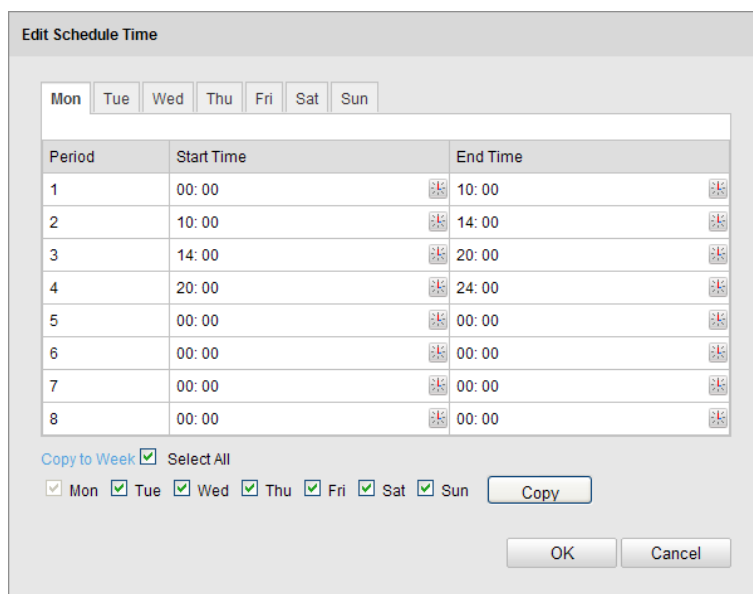 Edit Schedule Time
Mon Tue Wed Thu Fri Sat Sun
Period Start Time End Time
1 00: 00 10: 00
2 10: 00 14: 00
3 14: 00 20: 00
4 20: 00 24: 00
5 00: 00 00: 00
6 00: 00 00: 00
7 00: 00 00: 00
8 00: 00 00: 00
Copy to Week Select All
Mon Tue Wed Thu Fri Sat Sun Copy
OK Cancel